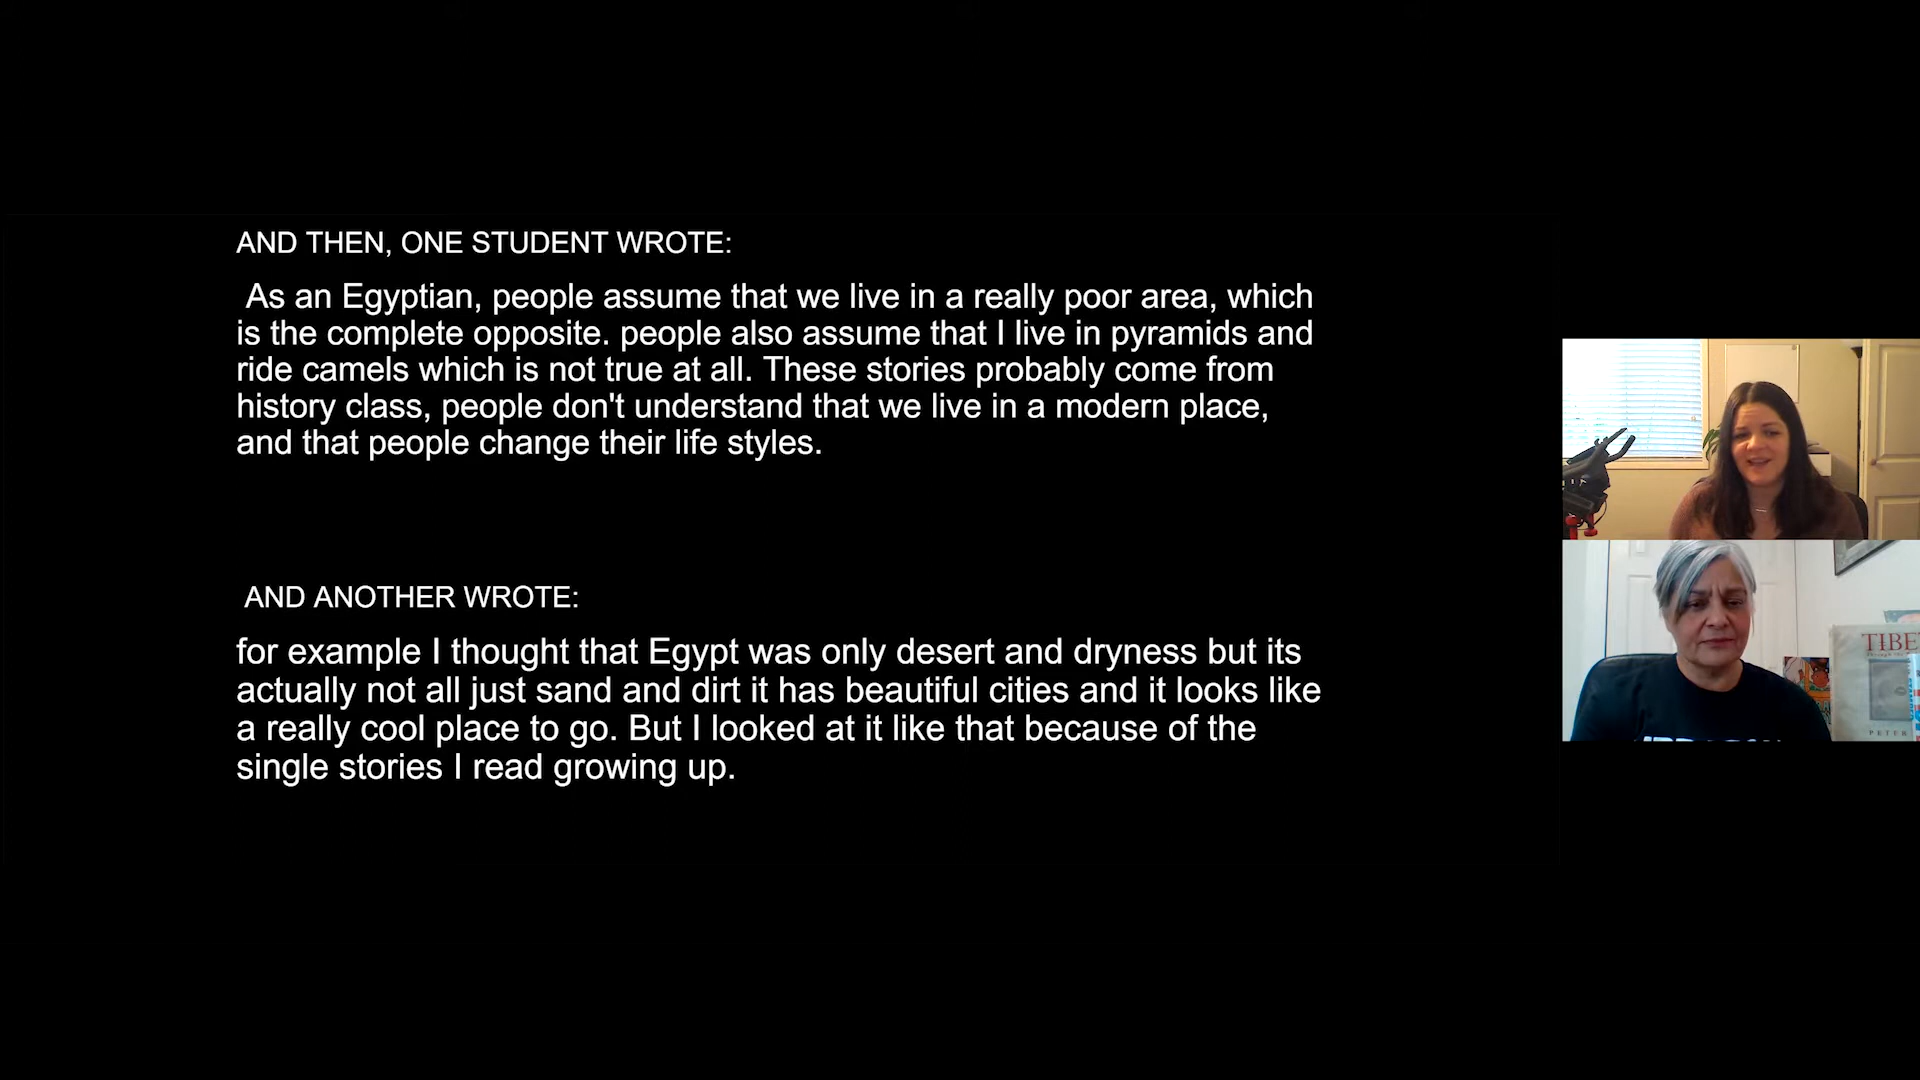 AND THEN, ONE STUDENT WROTE:
As an Egyptian, people assume that we live in a really poor area, which
is the complete opposite. people also assume that I live in pyramids and
ride camels which is not true at all. These stories probably come from
history class, people don't understand that we live in a modern place,
and that people change their life styles.
AND ANOTHER WROTE:
for example I thought that Egypt was only desert and dryness but its
actually not all just sand and dirt it has beautiful cities and it looks like
a really cool place to go. But I looked at it like that because of the
single stories I read growing up.
PETER